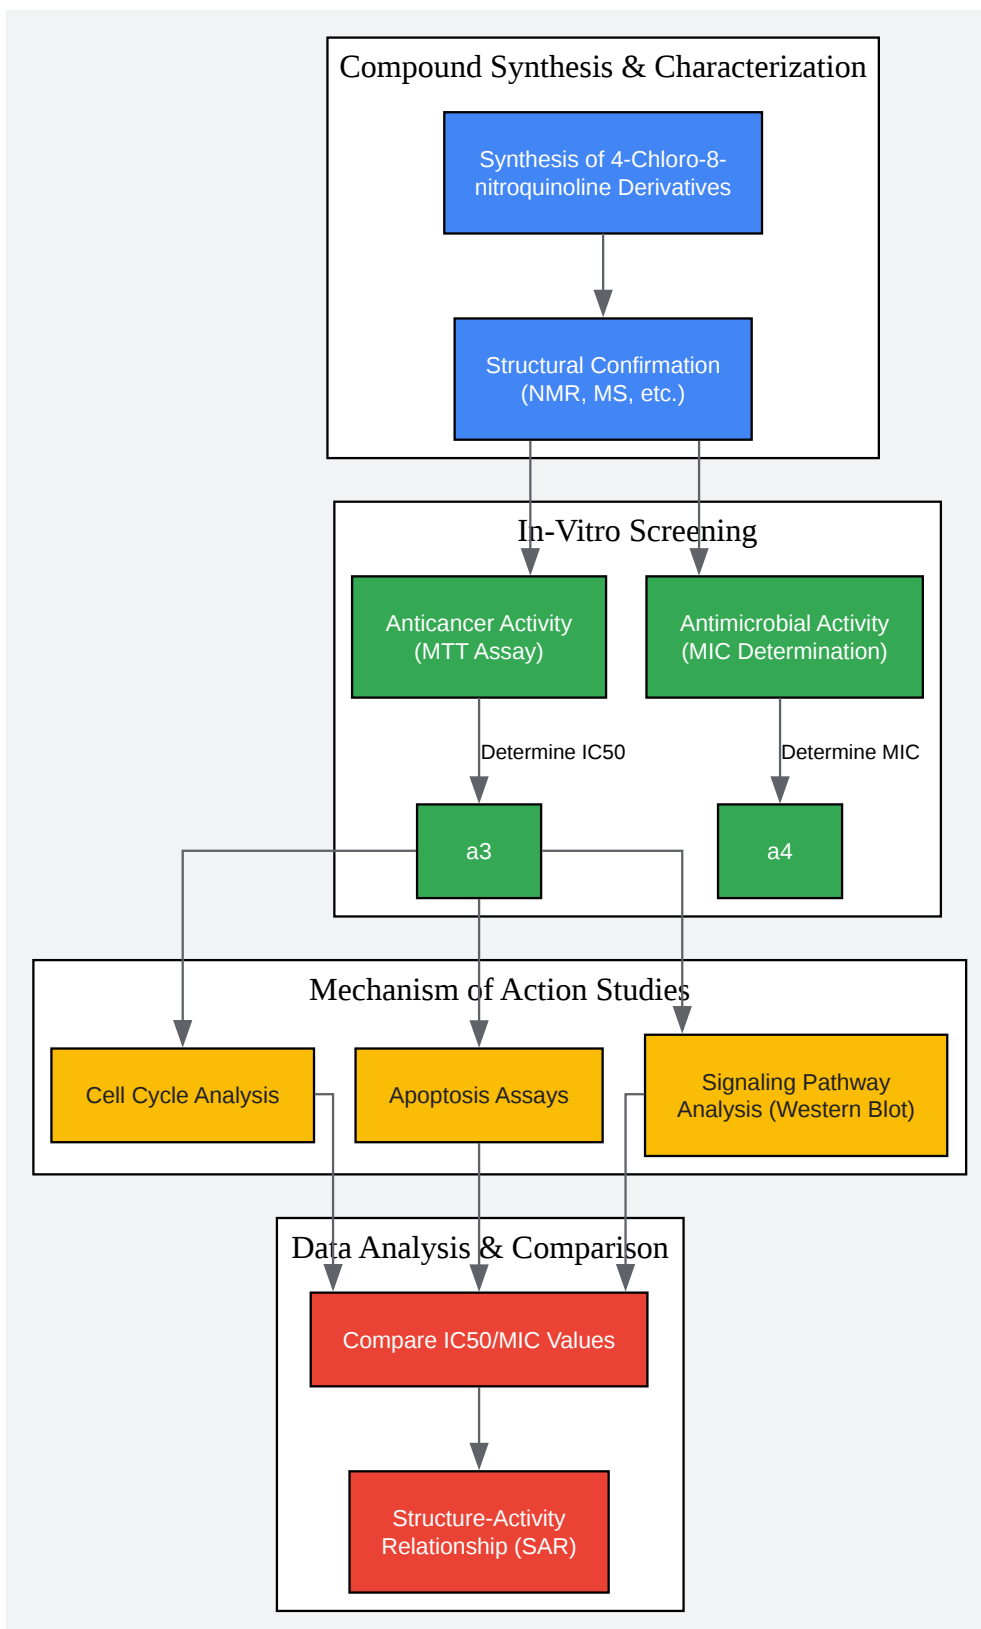 Compound Synthesis & Characterization
Synthesis of 4-Chloro-8-
nitroquinoline Derivatives
Structural Confirmation
(NMR, MS, etc.)
In-Vitro Screening
Anticancer Activity
(MTT Assay)
Antimicrobial Activity
(MIC Determination)
Determine IC50
Determine MIC
a3
a4
Mechanism of Action Studies
Cell Cycle Analysis
Apoptosis Assays
Signaling Pathway
Analysis (Western Blot)
Data Analysis & Comparison
Compare IC50/MIC Values
Structure-Activity
Relationship (SAR)